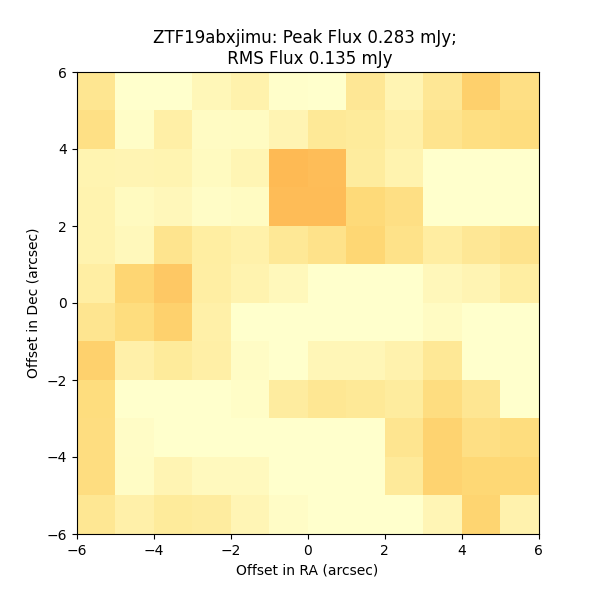 ZTF19abxjimu: Peak Flux 0.283 mJy;
RMS Flux 0.135 mJy
6
4
2
0
−2
−4
−6
Offset in Dec (arcsec)
−6 −4 −2 0 2 4 6
Offset in RA (arcsec)